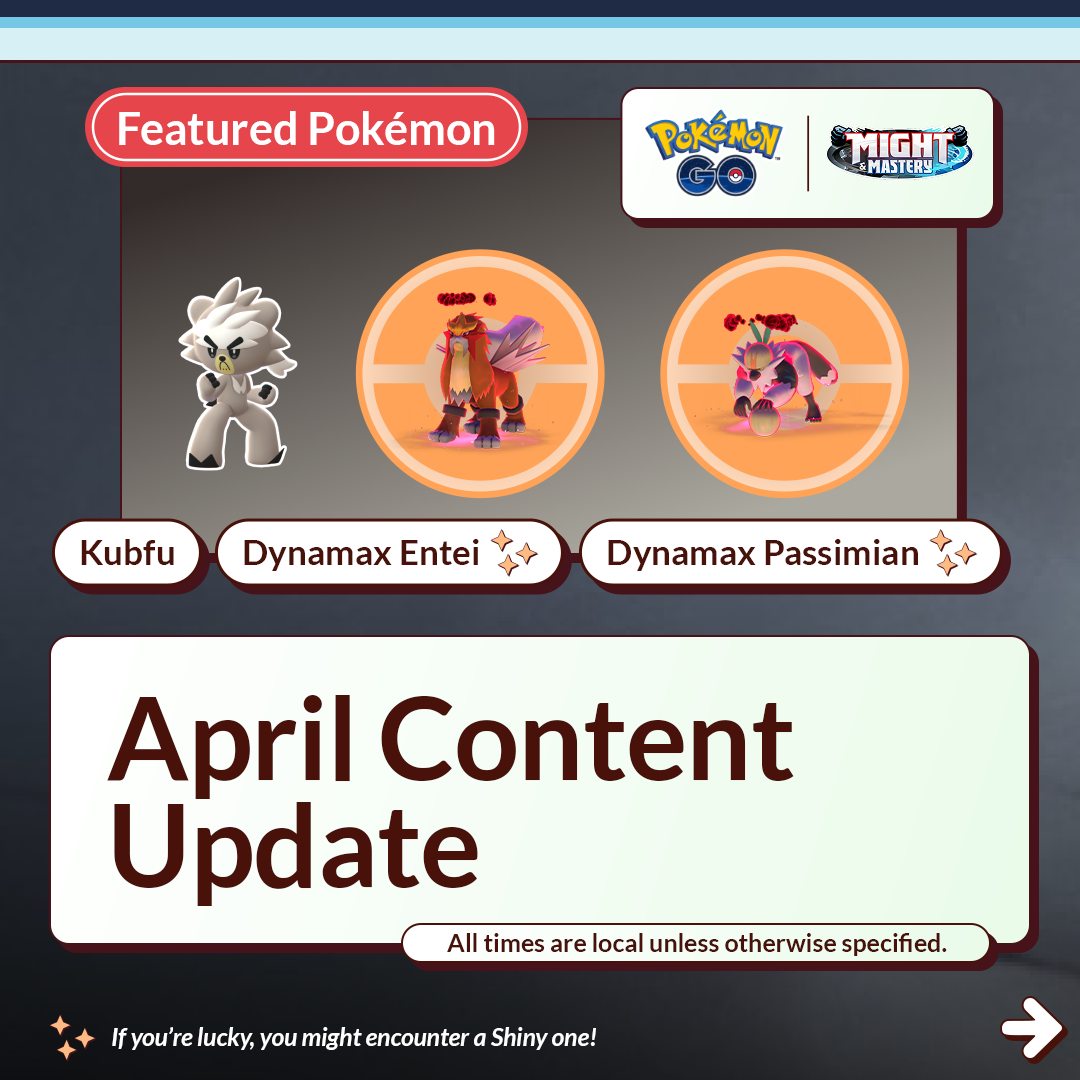 Featured Pokémon
POKÉMON
GO
MIGHT
& MASTERY
Kubfu
Dynamax Entei
Dynamax Passimian
April Content
Update
All times are local unless otherwise specified.
If you’re lucky, you might encounter a Shiny one!